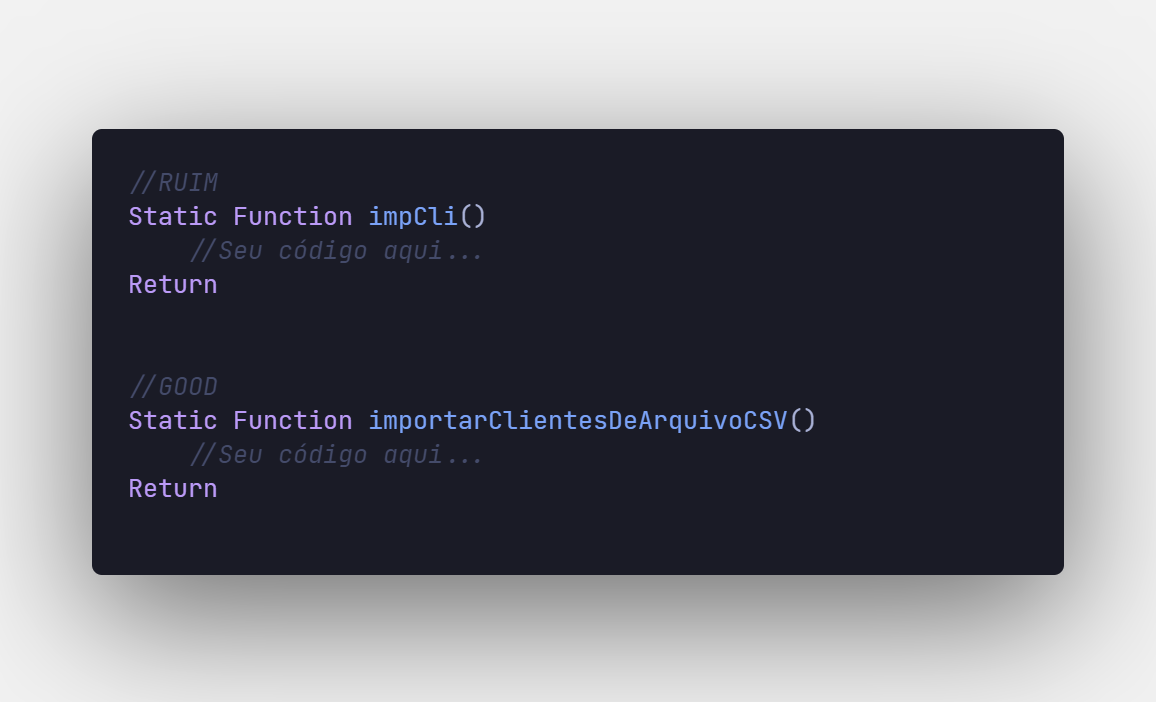 //RUIM
Static Function impCli()
//Seu código aqui...
Return
//GOOD
Static Function importarClientesDeArquivoCSV()
//Seu código aqui...
Return